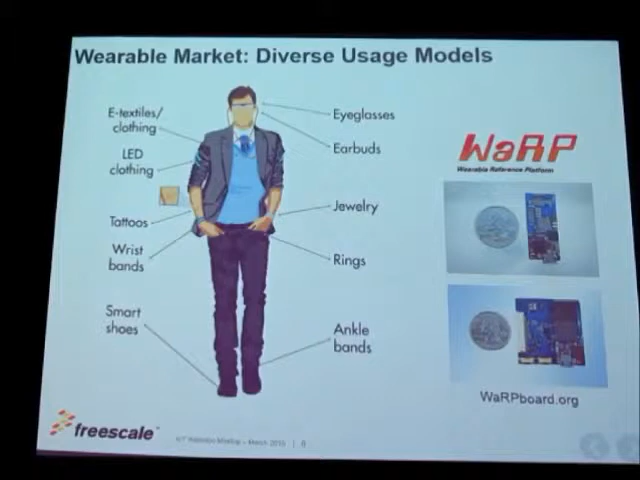 Wearable Market: Diverse Usage Models
E-textiles/
clothing
LED
clothing
Tattoos
Wrist
bands
Smart
shoes
Eyeglasses
Earbuds
Jewelry
Rings
Ankle
bands
WaRP
Wearable Reference Platform
WaRPboard.org
freescale